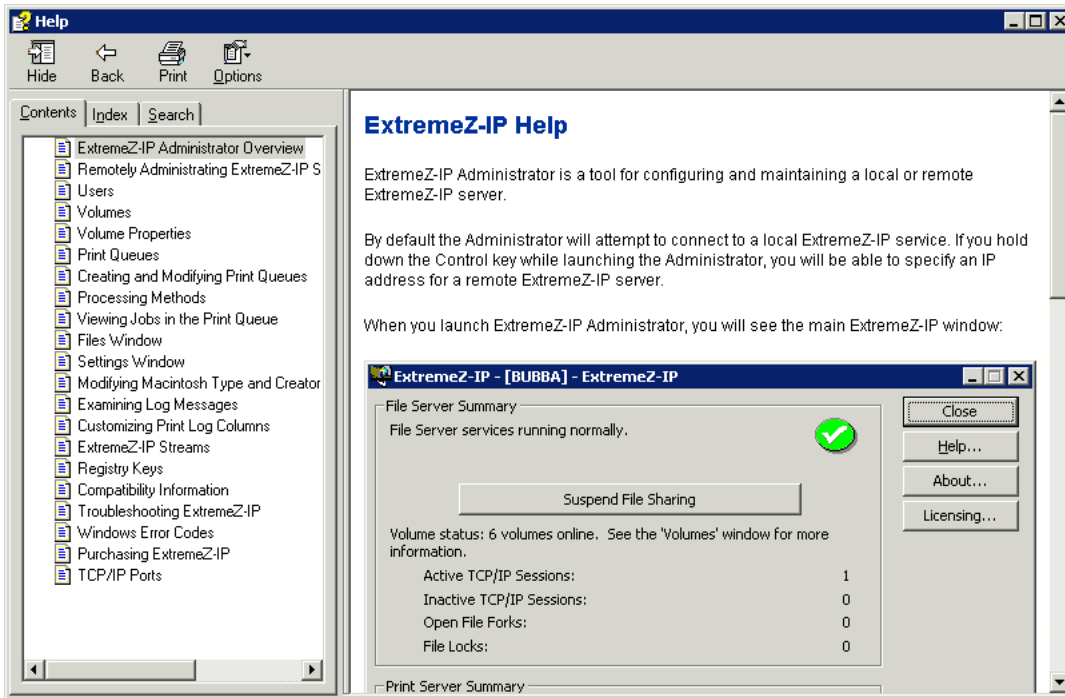 Help
Hide Back Print Options
Contents Index Search
ExtremeZ-IP Administrator Overview
Remotely Administrating ExtremeZ-IP S
Users
Volumes
Volume Properties
Print Queues
Creating and Modifying Print Queues
Processing Methods
Viewing Jobs in the Print Queue
Files Window
Settings Window
Modifying Macintosh Type and Creator
Examining Log Messages
Customizing Print Log Columns
ExtremeZ-IP Streams
Registry Keys
Compatibility Information
Troubleshooting ExtremeZ-IP
Windows Error Codes
Purchasing ExtremeZ-IP
TCP/IP Ports
ExtremeZ-IP Help
ExtremeZ-IP Administrator is a tool for configuring and maintaining a local or remote
ExtremeZ-IP server.
By default the Administrator will attempt to connect to a local ExtremeZ-IP service. If you hold
down the Control key while launching the Administrator, you will be able to specify an IP
address for a remote ExtremeZ-IP server.
When you launch ExtremeZ-IP Administrator, you will see the main ExtremeZ-IP window:
ExtremeZ-IP - [BUBBA] - ExtremeZ-IP
File Server Summary
File Server services running normally.
Suspend File Sharing
Volume status: 6 volumes online. See the 'Volumes' window for more
information.
Active TCP/IP Sessions: 1
Inactive TCP/IP Sessions: 0
Open File Forks: 0
File Locks: 0
Close
Help...
About...
Licensing...
Print Server Summary